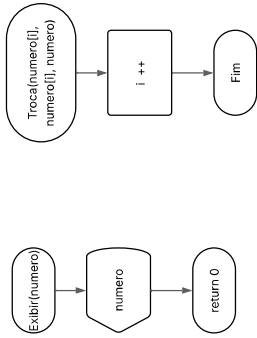 Troca(numero[i],
numero[i], numero)
i ++
Fim
Exibir(numero)
numero
return 0